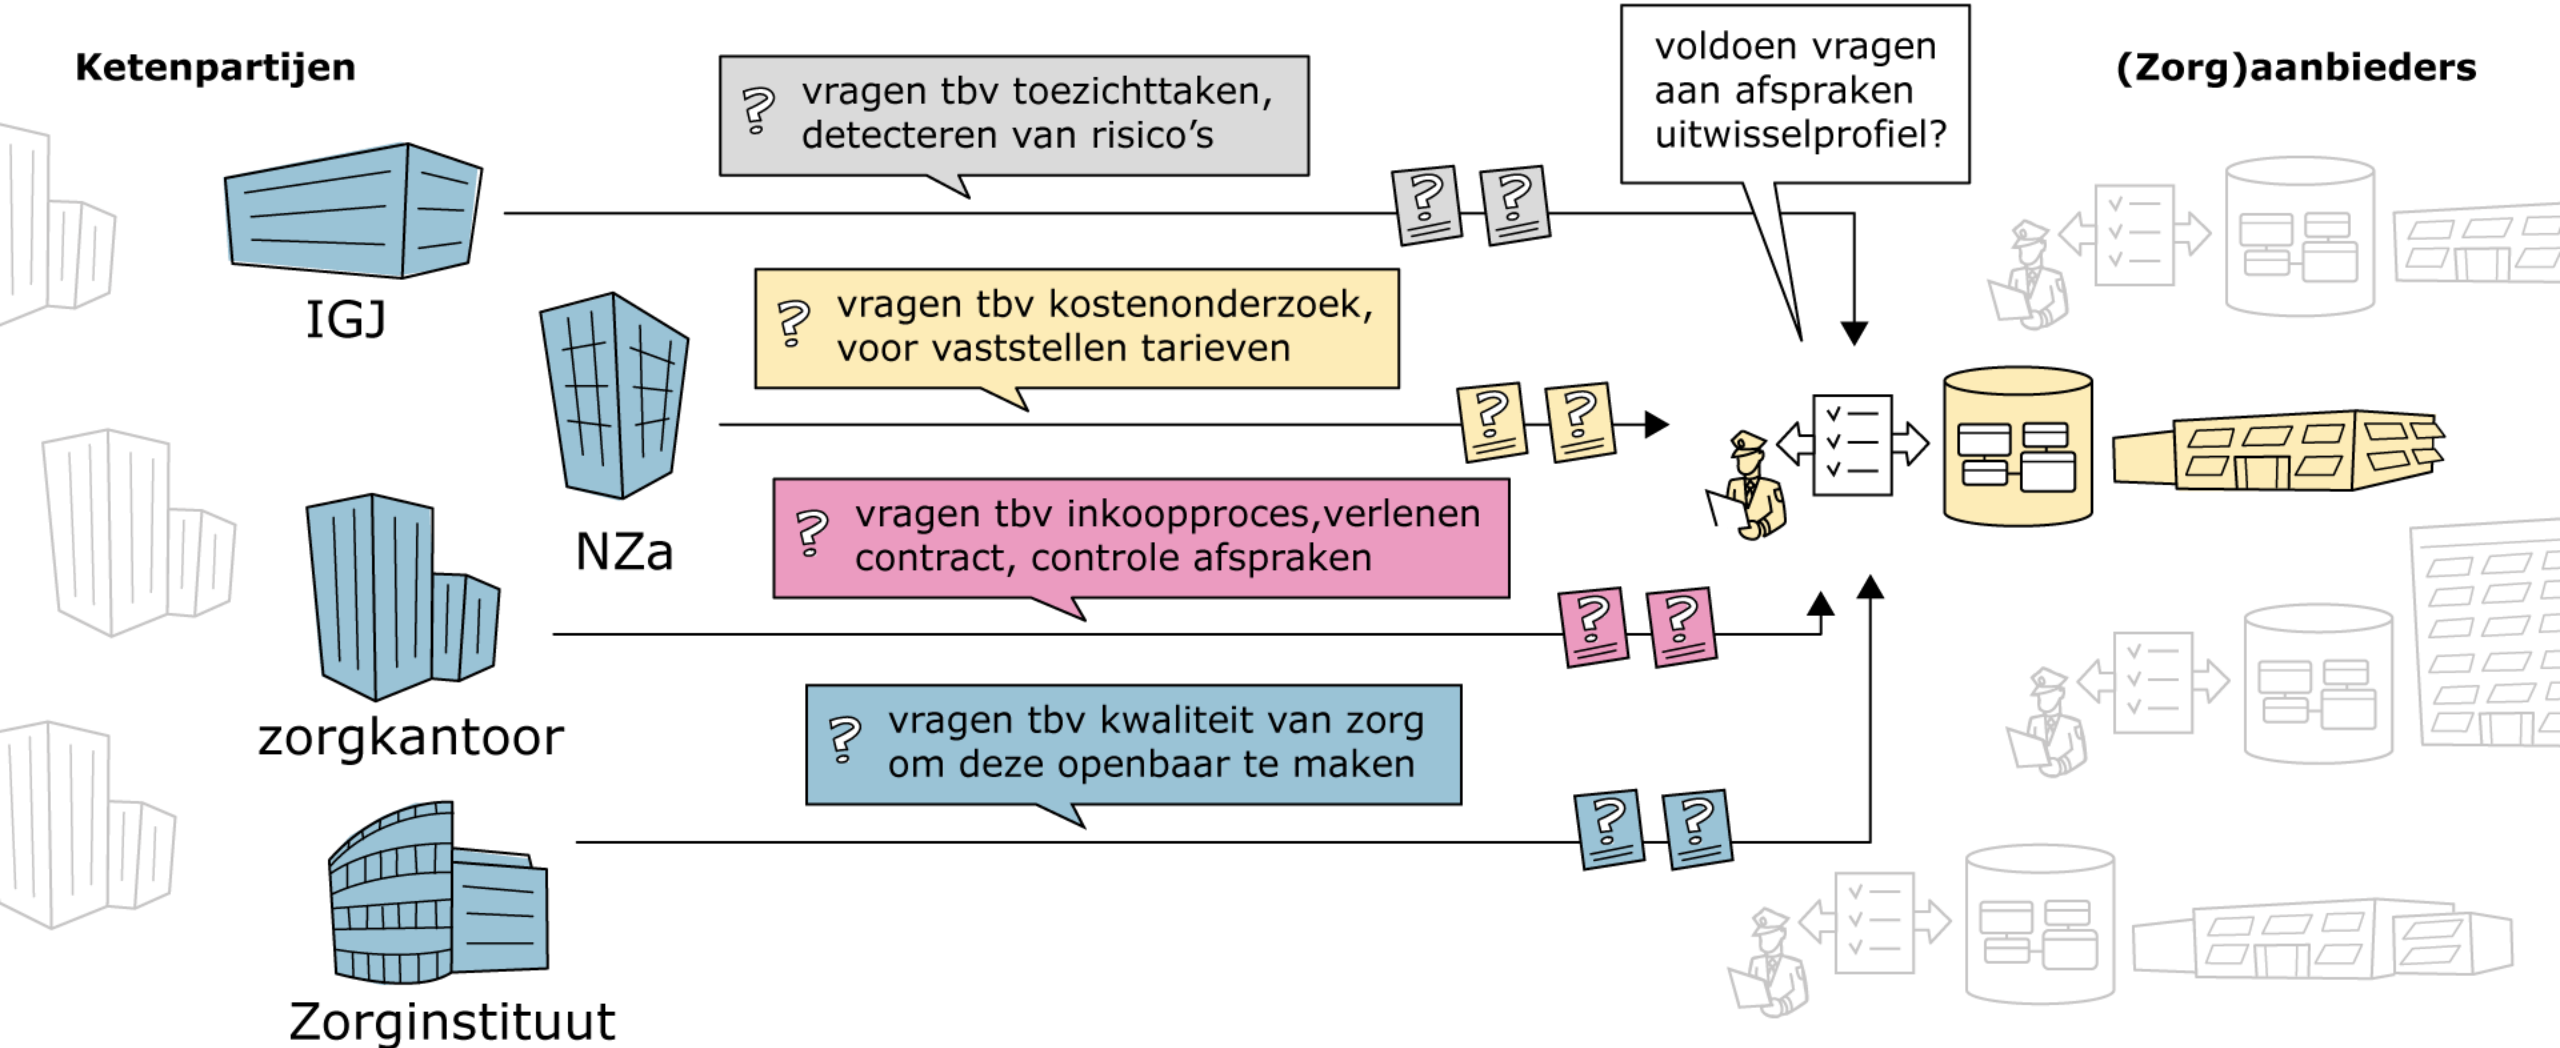 Ketenpartijen
(Zorg)aanbieders
vragen tbv toezichttaken,
detecteren van risico’s
voldoen vragen
aan afspraken
uitwisselprofiel?
IGJ
vragen tbv kostenonderzoek,
voor vaststellen tarieven
NZa
vragen tbv inkoopproces,verlenen
contract, controle afspraken
zorgkantoor
vragen tbv kwaliteit van zorg
om deze openbaar te maken
Zorginstituut